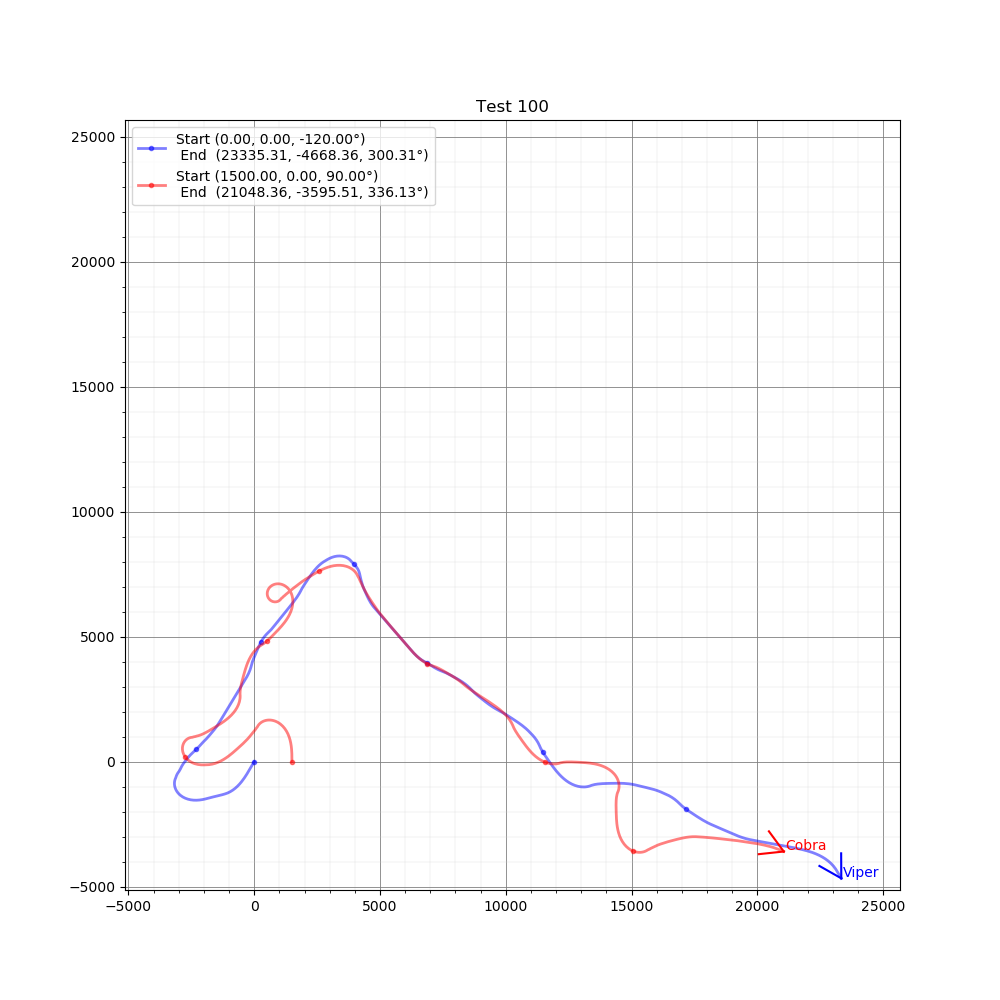 Test 100
Start (0.00, 0.00, -120.00°)
End (23335.31, -4668.36, 300.31°)
Start (1500.00, 0.00, 90.00°)
End (21048.36, -3595.51, 336.13°)
25000
20000
15000
10000
5000
0
−5000
Cobra
Viper
−5000 0 5000 10000 15000 20000 25000